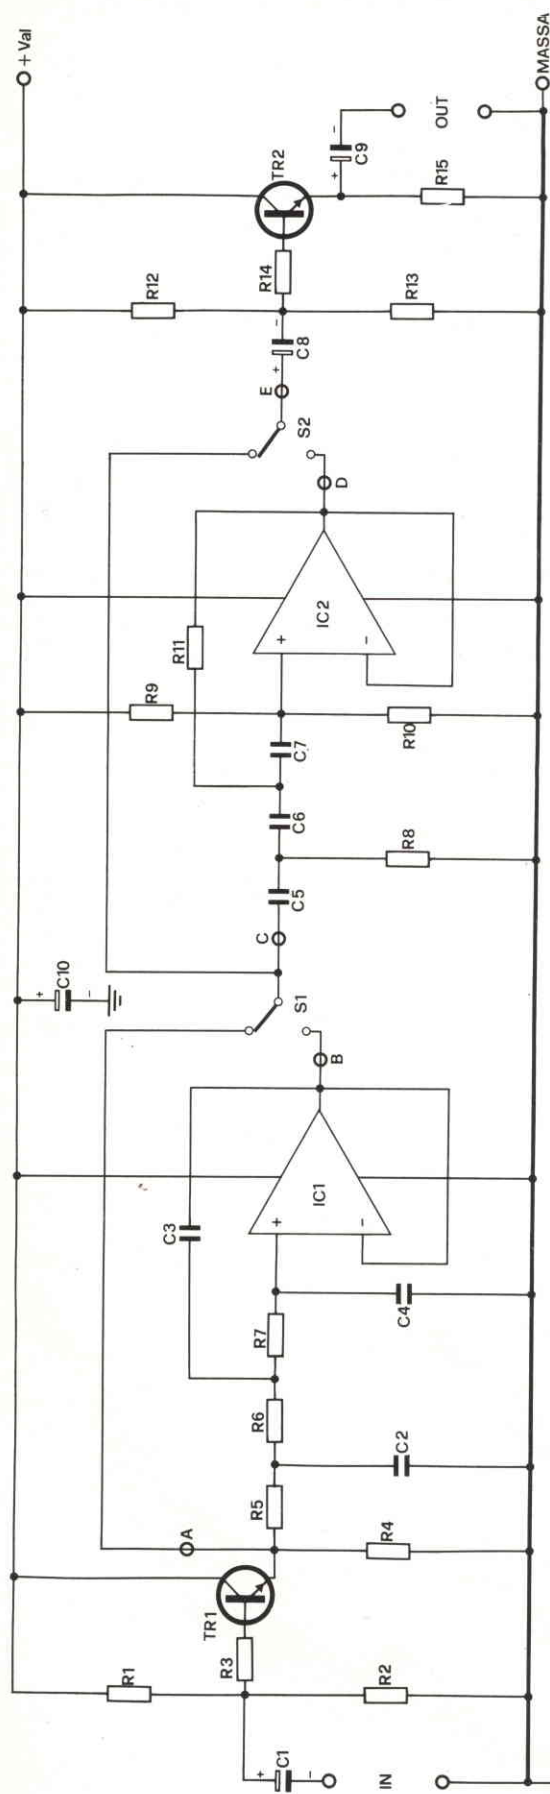 + Val
MASSA
OUT
IN
C1
+
-
R1
R2
R3
TR1
A
R4
R5
C2
R6
R7
C3
C4
IC1
+
-
B
S1
C10
+
-
C
C5
R8
C6
C7
R9
R10
R11
IC2
+
-
D
S2
E
C8
+
-
R12
R13
R14
TR2
C9
+
-
R15